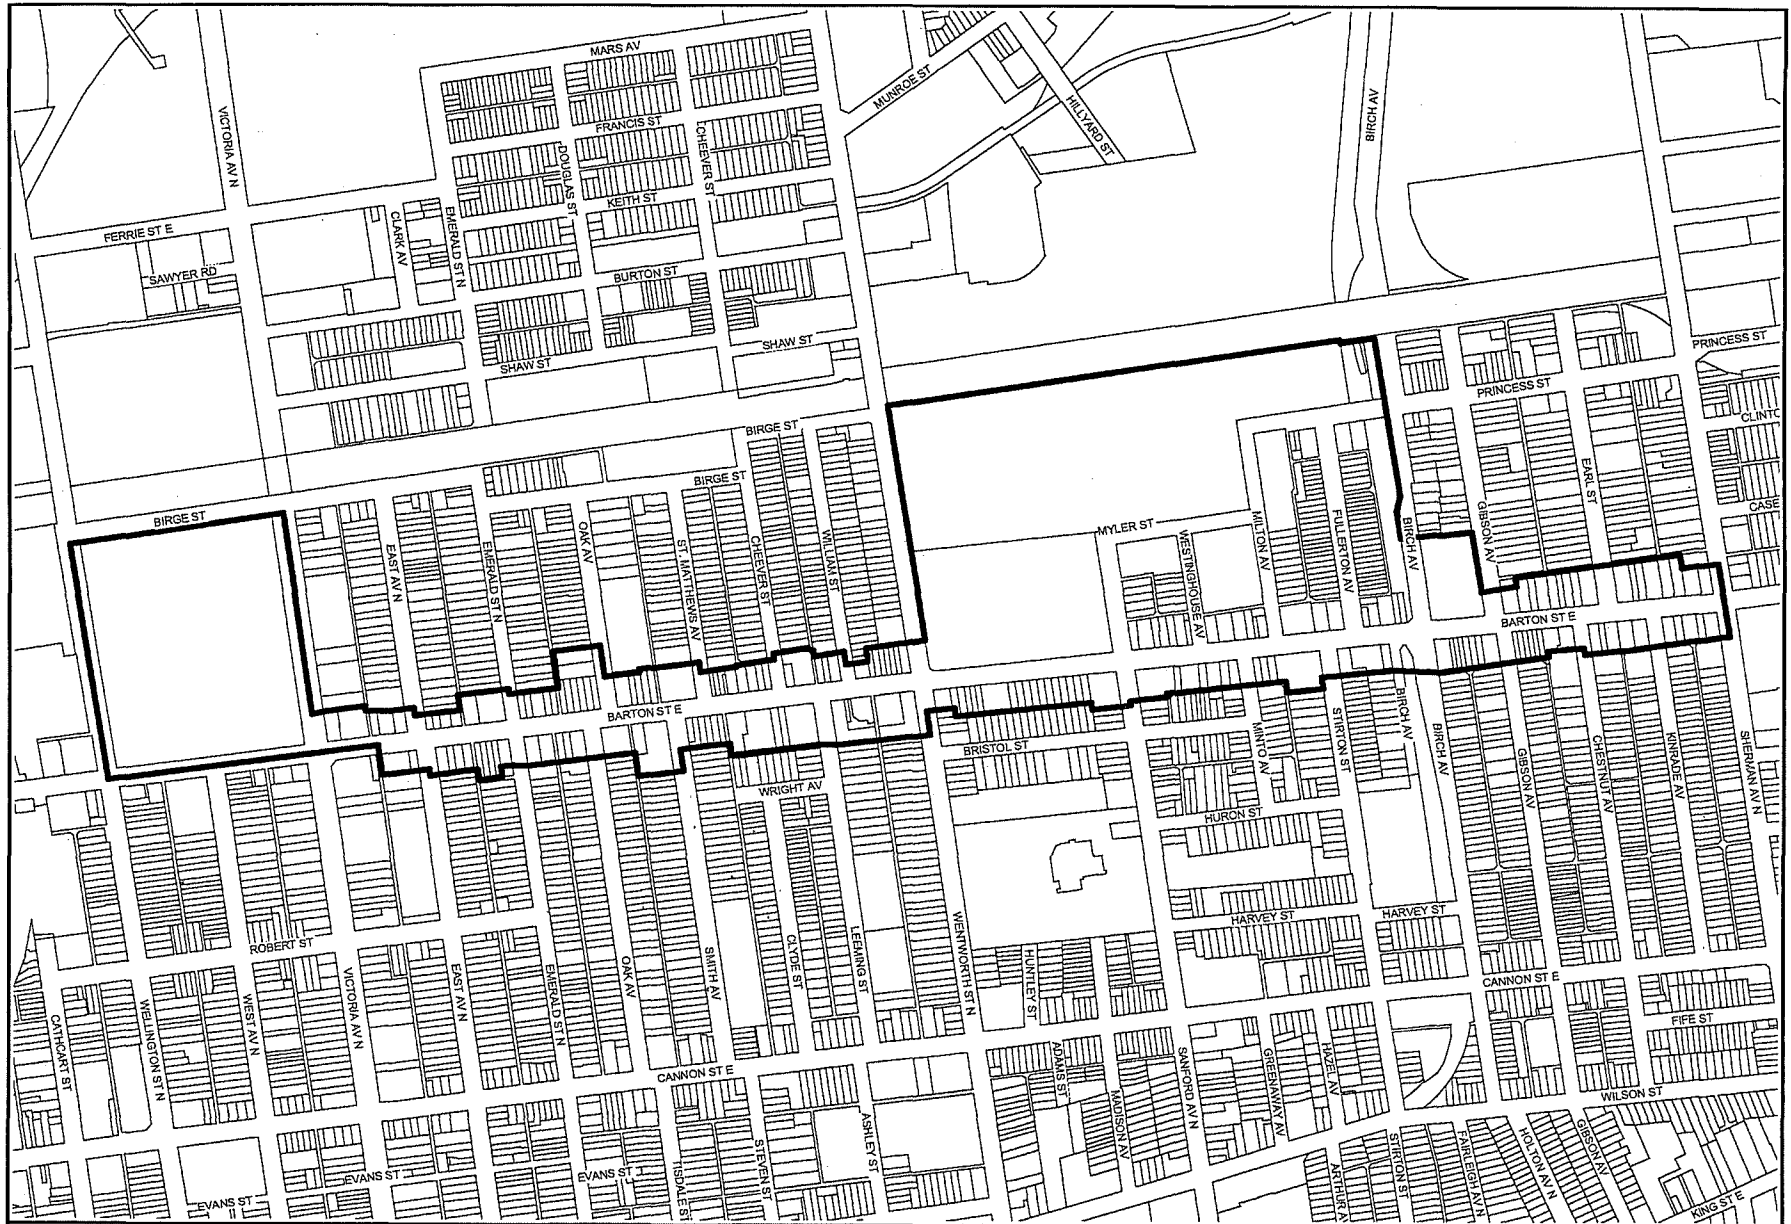 MARS AV
MUNROE ST
HILLYARD ST
BIRCH AV
VICTORIA AV N
FRANCIS ST
CHEEVER ST
DOUGLAS ST
KEITH ST
CLARK AV
EMERALD ST N
FERRIE ST E
SAWYER RD
BURTON ST
SHAW ST
SHAW ST
PRINCESS ST
PRINCESS ST
CLINTC
BIRGE ST
BIRGE ST
BIRGE ST
EARL ST
CASE
GIBSON AV
BIRCH AV
FULLERTON AV
MILTON AV
MYLER ST
WESTINGHOUSE AV
WILLIAM ST
CHEEVER ST
ST. MATHEWS AV
OAK AV
EMERALD ST N
EAST AV N
BARTON ST E
BARTON ST E
BRISTOL ST
MINTO AV
STIRTON ST
BIRCH AV
BIRCH AV
GIBSON AV
CHESTNUT AV
KINRADE AV
SHERMAN AV N
WRIGHT AV
HURON ST
HARVEY ST
HARVEY ST
ROBERT ST
VICTORIA AV N
EAST AV N
EMERALD ST N
OAK AV
SMITH AV
CLYDE ST
LEEMING ST
WENTWORTH ST N
HUNTLEY ST
CANNON ST E
FIFE ST
CATHCART ST
WELLINGTON ST N
WEST AV N
CANNON ST E
ADAMS ST
MADISON AV
SANFORD AV N
GREENAWAY AV
HAZEL AV
WILSON ST
ASHLEY ST
STEVEN ST
TISDALE ST
EVANS ST
EVANS ST
EVANS ST
ARTHUR AV
STIRTON ST
FAIRLEIGH AV N
HOLTON AV N
GIBSON AV
KING ST E